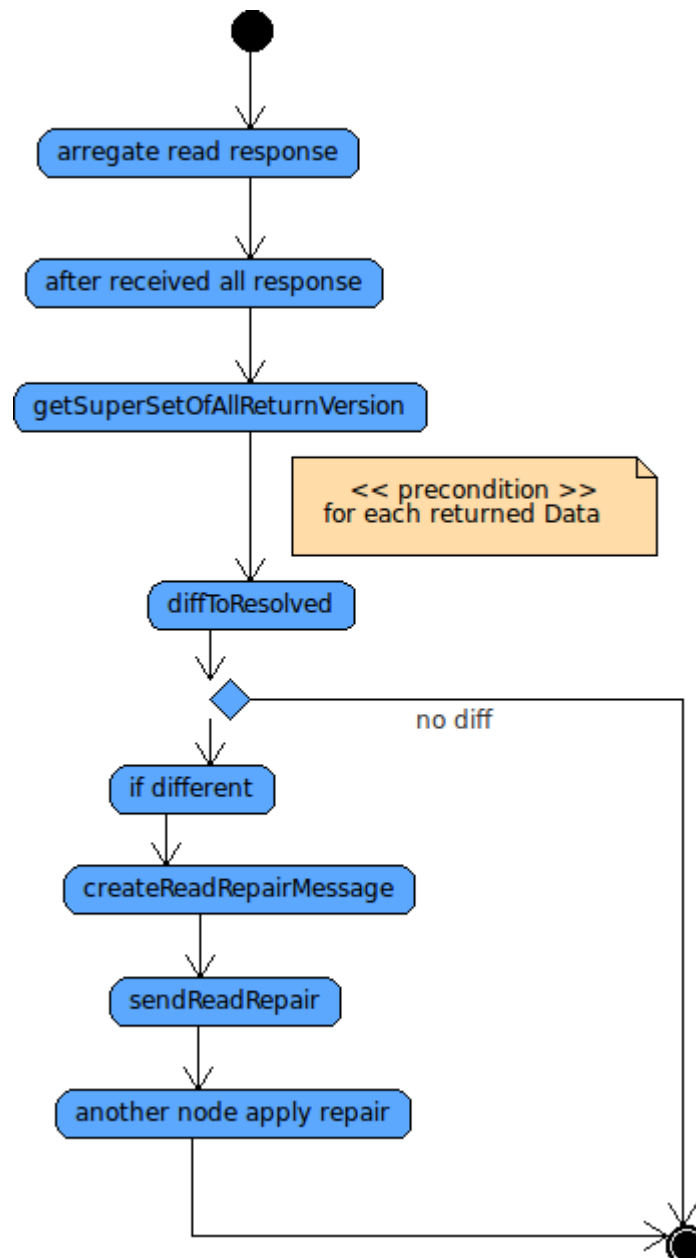 arregate read response
after received all response
getSuperSetOfAllReturnVersion
<< precondition >>
for each returned Data
diffToResolved
no diff
if different
createReadRepairMessage
sendReadRepair
another node apply repair